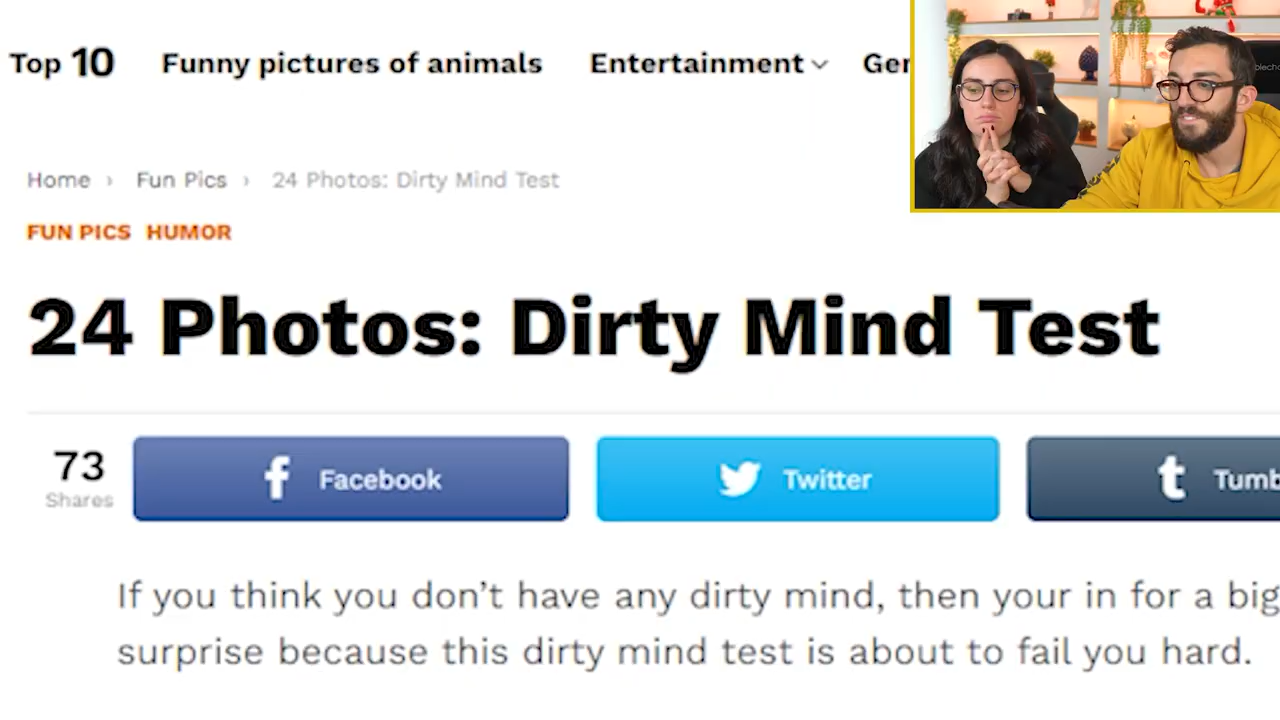 Top 10 Funny pictures of animals Entertainment
Home › Fun Pics › 24 Photos: Dirty Mind Test
FUN PICS HUMOR
24 Photos: Dirty Mind Test
73
Shares
Facebook
Twitter
If you think you don’t have any dirty mind, then your in for a big
surprise because this dirty mind test is about to fail you hard.